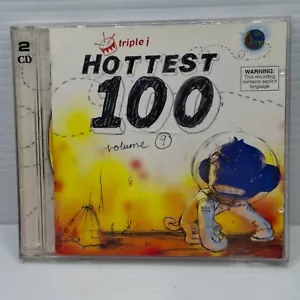 2
CD
triple j
HOTTEST
100
volume 9
WARNING:
This recording
contains explicit
language